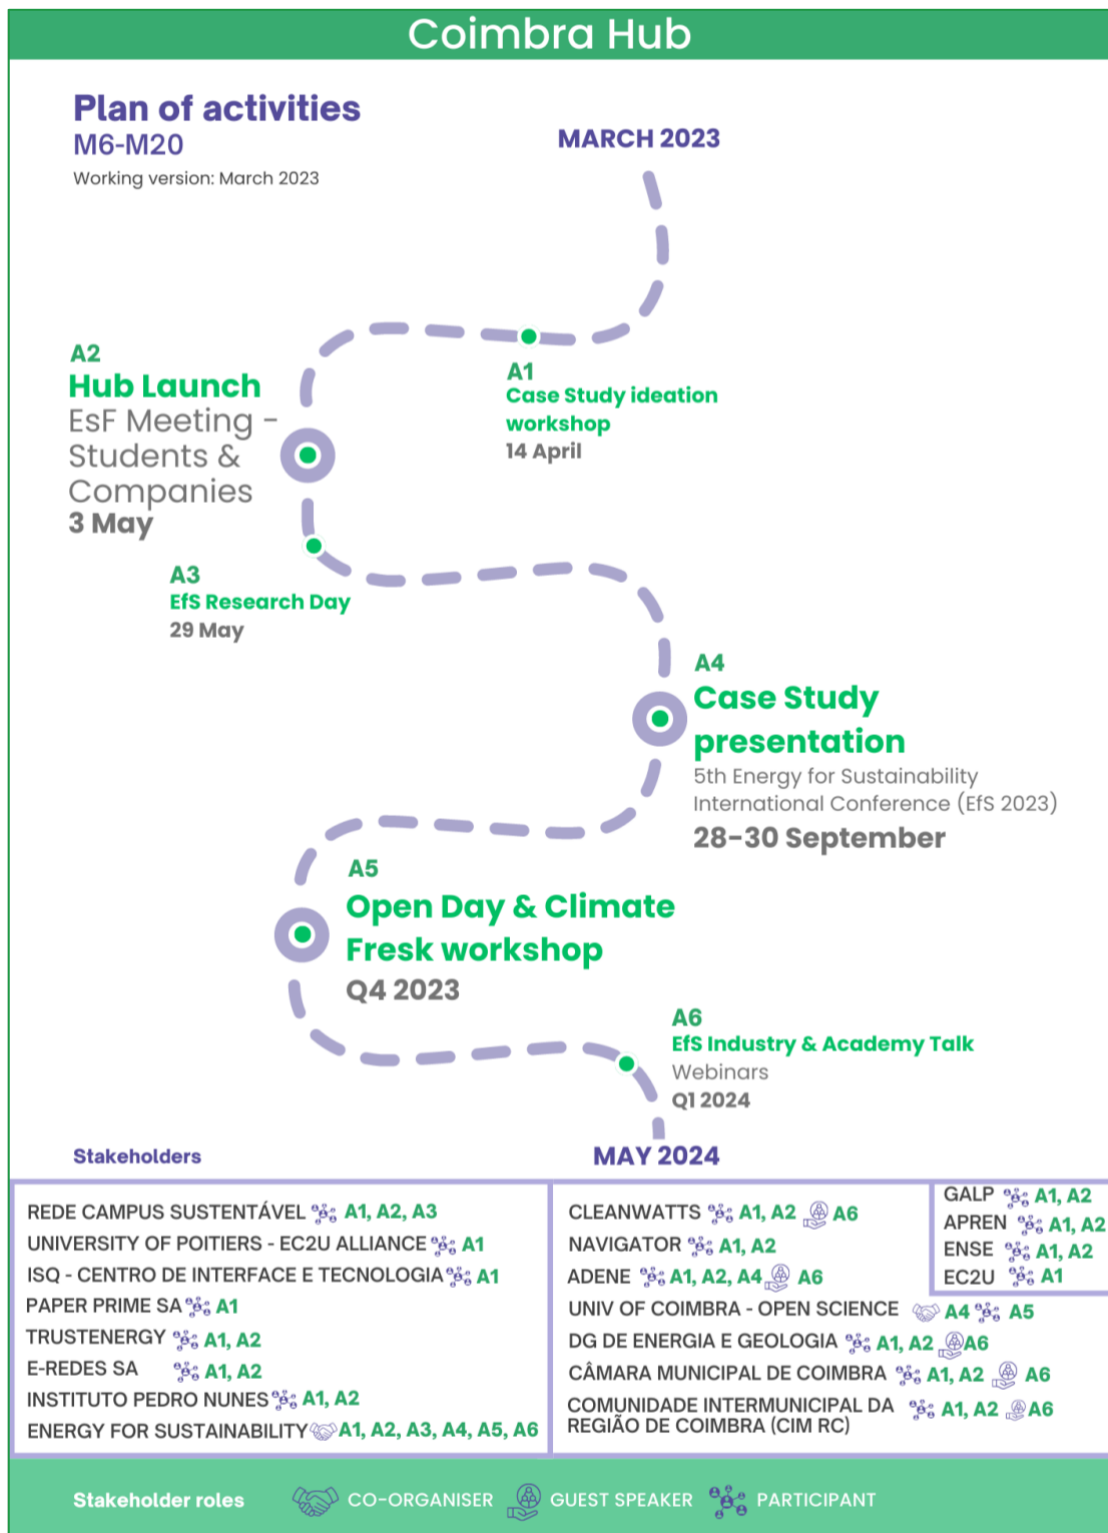 Coimbra Hub
Plan of activities
M6-M20
Working version: March 2023
MARCH 2023
A1
Case Study ideation
workshop
14 April
A2
Hub Launch
EsF Meeting -
Students &
Companies
3 May
A3
EfS Research Day
29 May
A4
Case Study
presentation
5th Energy for Sustainability
International Conference (EfS 2023)
28-30 September
A5
Open Day & Climate
Fresk workshop
Q4 2023
A6
EfS Industry & Academy Talk
Webinars
Q1 2024
MAY 2024
Stakeholders
REDE CAMPUS SUSTENTÁVEL A1, A2, A3
UNIVERSITY OF POITIERS - EC2U ALLIANCE A1
ISQ - CENTRO DE INTERFACE E TECNOLOGIA A1
PAPER PRIME SA A1
TRUSTENERGY A1, A2
E-REDES SA A1, A2
INSTITUTO PEDRO NUNES A1, A2
ENERGY FOR SUSTAINABILITY A1, A2, A3, A4, A5, A6
CLEANWATTS A1, A2 A6
NAVIGATOR A1, A2
ADENE A1, A2, A4 A6
UNIV OF COIMBRA - OPEN SCIENCE A4 A5
DG DE ENERGIA E GEOLOGIA A1, A2 A6
CÂMARA MUNICIPAL DE COIMBRA A1, A2 A6
COMUNIDADE INTERMUNICIPAL DA
REGIÃO DE COIMBRA (CIM RC) A1, A2 A6
GALP A1, A2
APREN A1, A2
ENSE A1, A2
EC2U A1
Stakeholder roles CO-ORGANISER GUEST SPEAKER PARTICIPANT